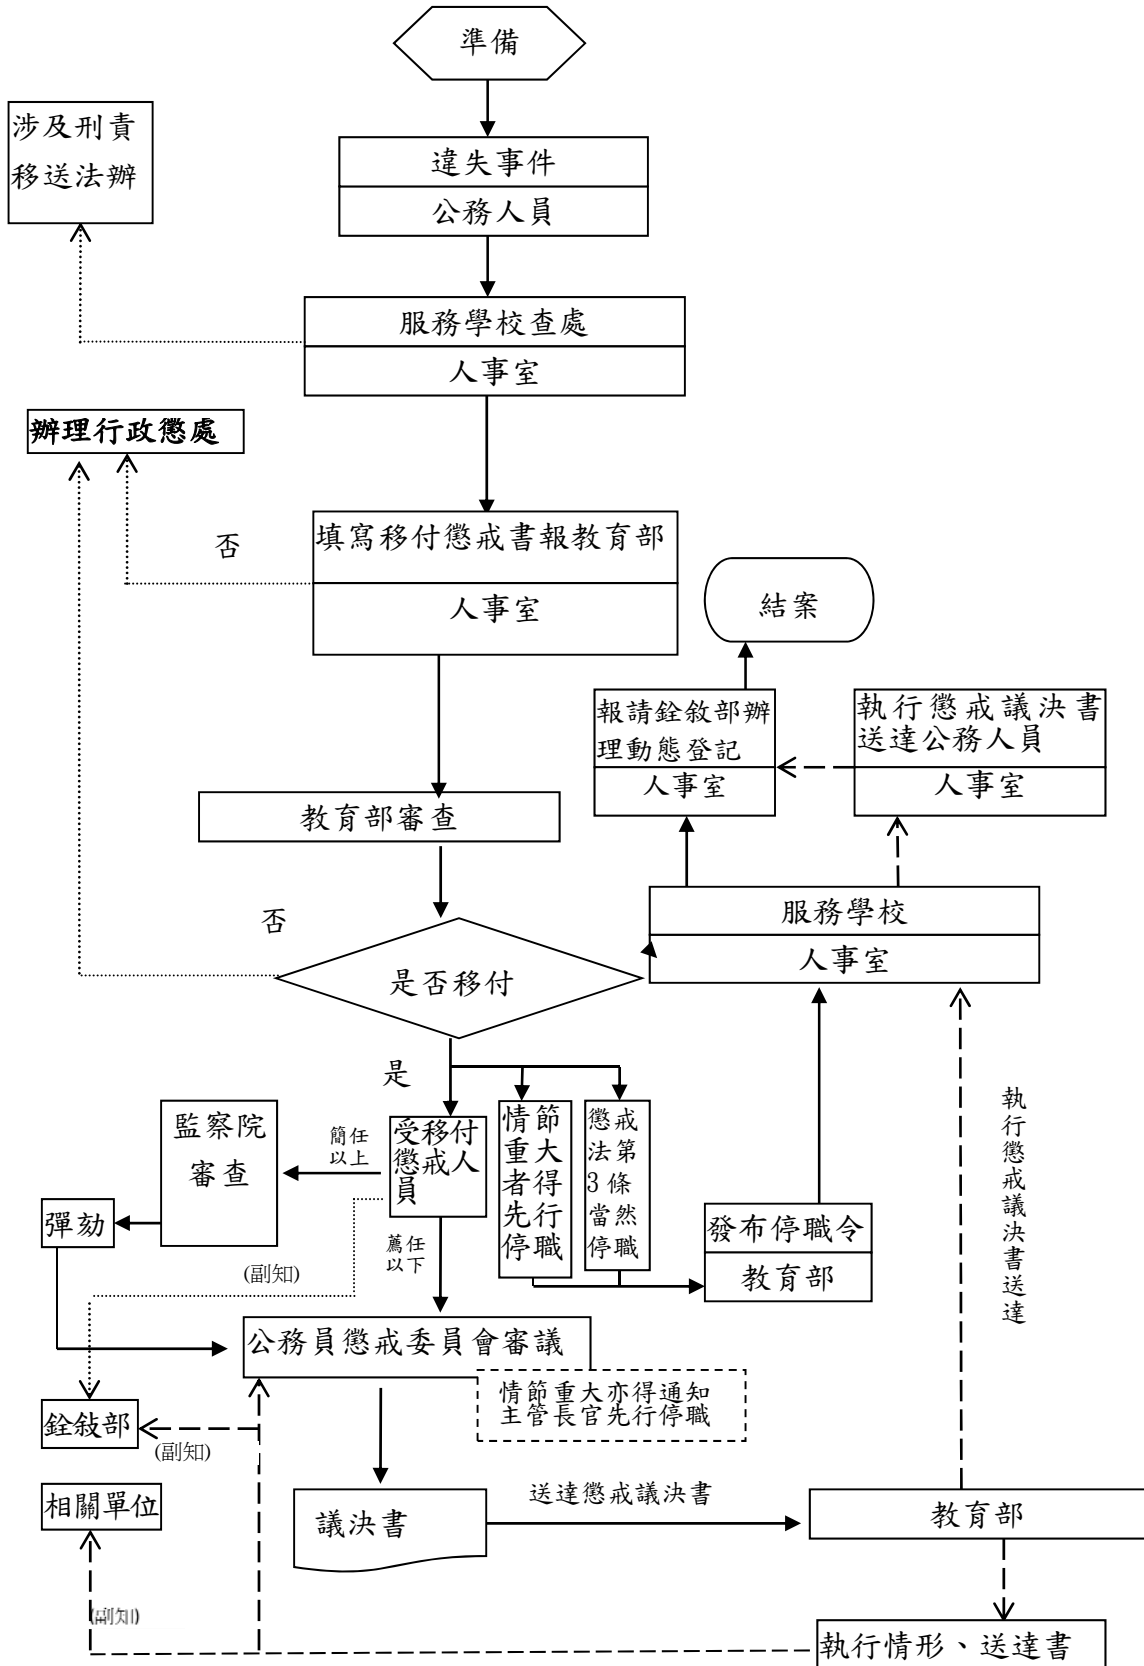 準備
涉及刑責
移送法辦
違失事件
公務人員
服務學校查處
人事室
辦理行政懲處
否
填寫移付懲戒書報教育部
人事室
結案
報請銓敘部辦
理動態登記
人事室
執行懲戒議決書
送達公務人員
人事室
教育部審查
否
服務學校
人事室
是否移付
是
監察院
審查
簡任
以上
受移付
懲戒人
員
情節
重大
者得
先行
停職
懲戒
法第
3條
當然
停職
執行懲戒議決書送達
彈劾
薦任
以下
發布停職令
教育部
(副知)
公務員懲戒委員會審議
情節重大亦得通知
主管長官先行停職
銓敍部
(副知)
相關單位
議決書
送達懲戒議決書
教育部
(副知)
執行情形、送達書